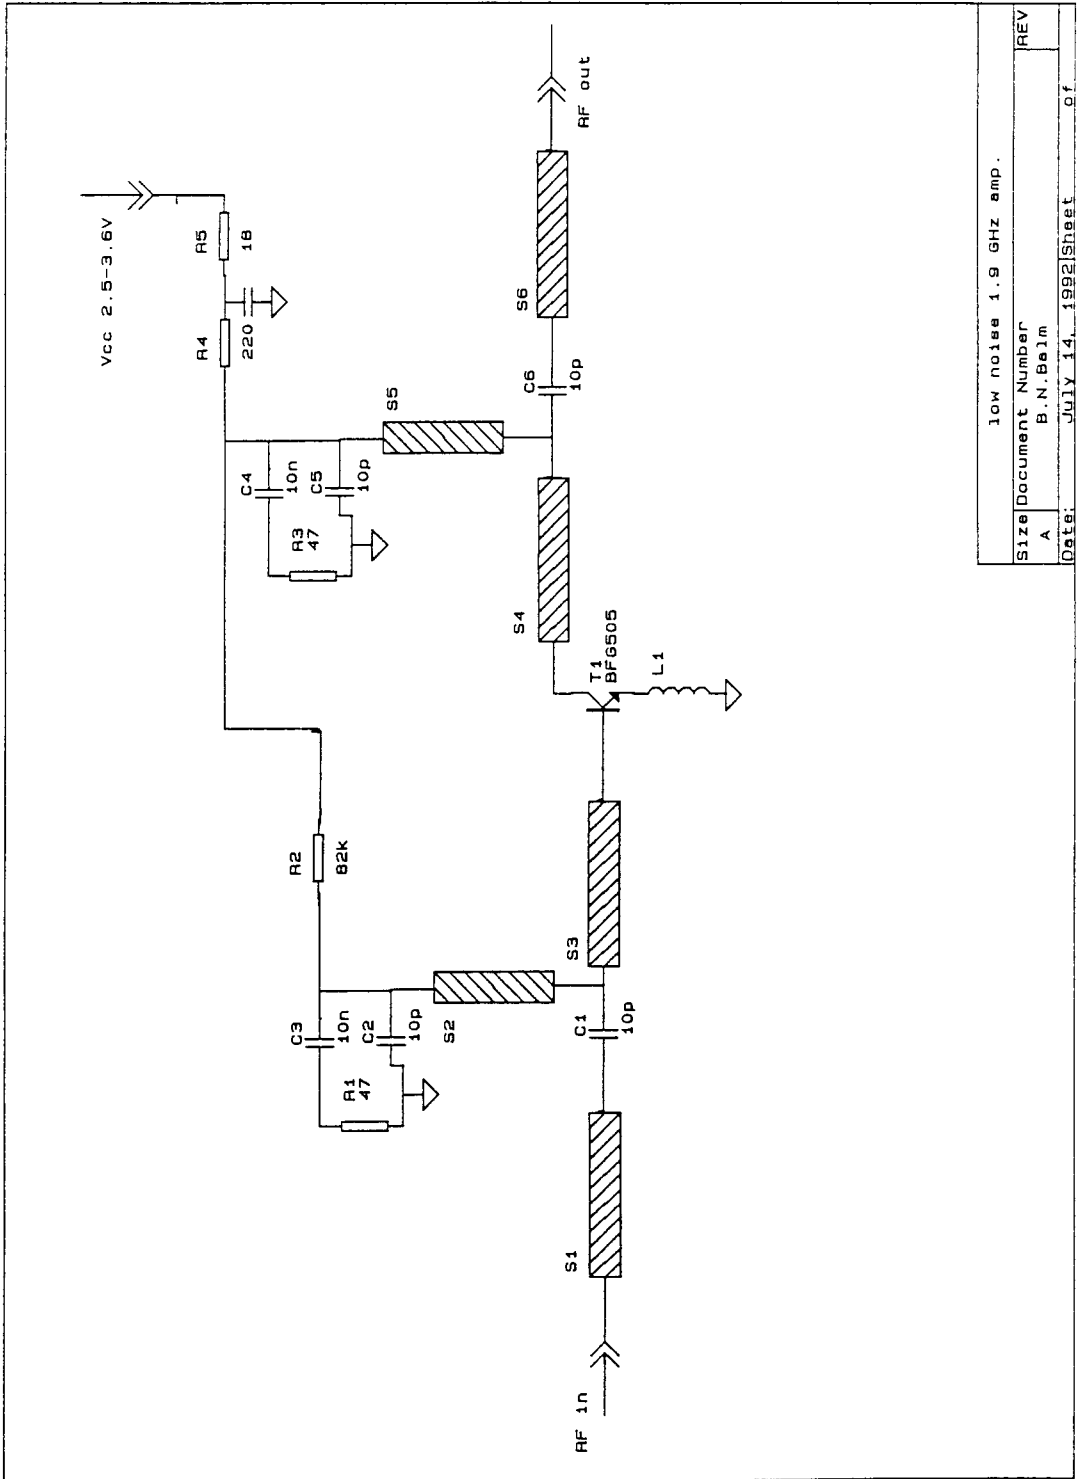 Vcc 2.5-3.6V
R5
18
R4
220
S5
C4
10n
C5
10p
R3
47
R2
82k
C3
10n
C2
10p
R1
47
S2
S6
C6
10p
S4
RF out
T1
BFG505
L1
S3
C1
10p
S1
RF in
low noise 1.9 GHz amp.
Size Document Number REV
A B.N.Balm
Date: July 14, 1992 Sheet of